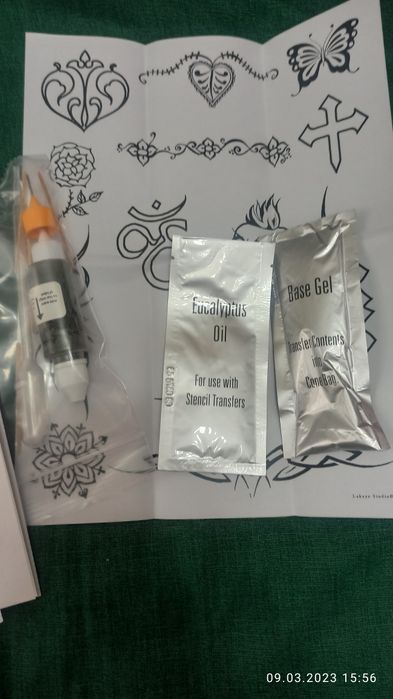 Eucalyptus
Oil
For use with
Stencil Transfers
Base Gel
Transfer Contents
into
Cone Bag
09.03.2023 15:56